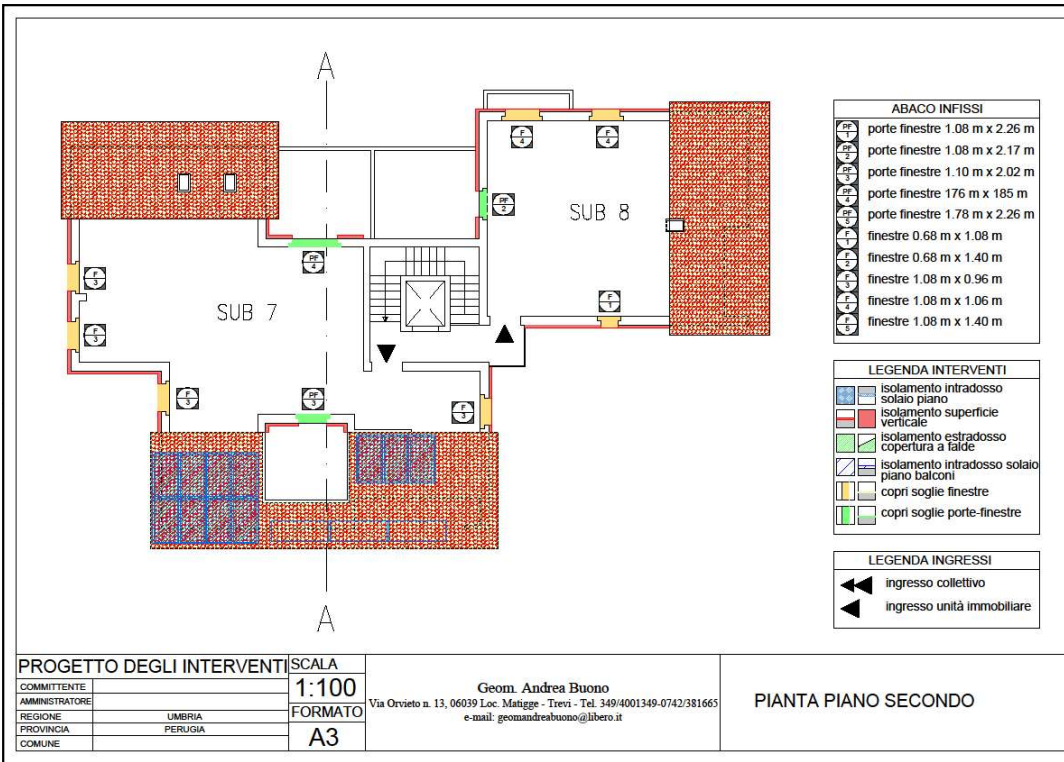 A
F
4
F
4
PF
2
SUB 8
PF
4
F
3
SUB 7
F
3
F
1
F
3
PF
3
F
3
A
ABACO INFISSI
PF
1
porte finestre 1.08 m x 2.26 m
PF
2
porte finestre 1.08 m x 2.17 m
PF
3
porte finestre 1.10 m x 2.02 m
PF
4
porte finestre 176 m x 185 m
PF
5
porte finestre 1.78 m x 2.26 m
F
1
finestre 0.68 m x 1.08 m
F
2
finestre 0.68 m x 1.40 m
F
3
finestre 1.08 m x 0.96 m
F
4
finestre 1.08 m x 1.06 m
F
5
finestre 1.08 m x 1.40 m
LEGENDA INTERVENTI
isolamento intradosso
solaio piano
isolamento superficie
verticale
isolamento estradosso
copertura a falde
isolamento intradosso solaio
piano balconi
copri soglie finestre
copri soglie porte-finestre
LEGENDA INGRESSI
ingresso collettivo
ingresso unità immobiliare
PROGETTO DEGLI INTERVENTI
COMMITTENTE
AMMINISTRATORE
REGIONE UMBRIA
PROVINCIA PERUGIA
COMUNE
SCALA
1:100
FORMATO
A3
Geom. Andrea Buono
Via Orvieto n. 13, 06039 Loc. Matigge - Trevi - Tel. 349/4001349-0742/381665
e-mail: geomandreabuono@libero.it
PIANTA PIANO SECONDO